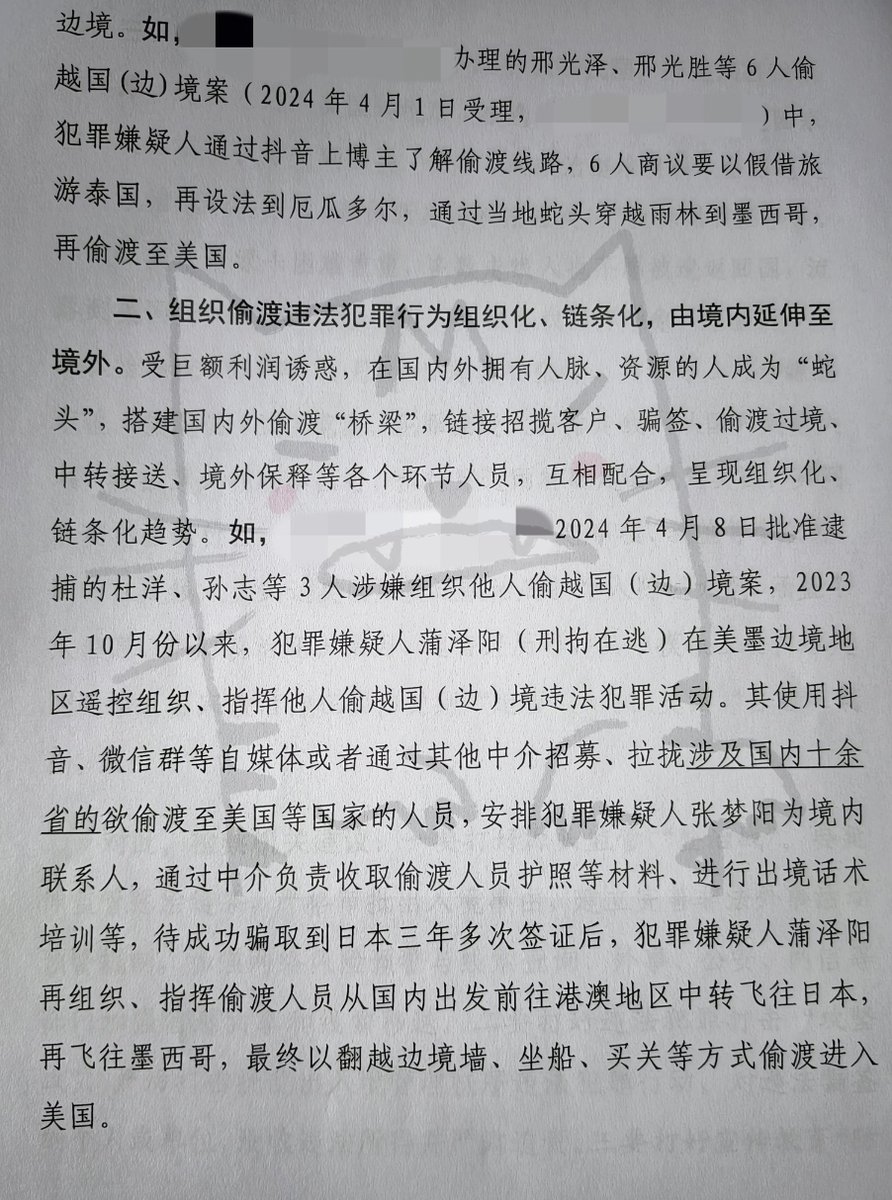 边境。如，
办理的邢光泽、邢光胜等 6 人偷
越国(边)境案（2024 年 4 月 1 日受理，）中，
犯罪嫌疑人通过抖音上博主了解偷渡线路，6 人商议要以假借旅
游泰国，再设法到厄瓜多尔，通过当地蛇头穿越雨林到墨西哥，
再偷渡至美国。
二、组织偷渡违法犯罪行为组织化、链条化，由境内延伸至
境外。受巨额利润诱惑，在国内外拥有人脉、资源的人成为“蛇
头”，搭建国内外偷渡“桥梁”，链接招揽客户、骗签、偷渡过境、
中转接送、境外保释等各个环节人员，互相配合，呈现组织化、
链条化趋势。如，2024 年 4 月 8 日批准逮
捕的杜洋、孙志等 3 人涉嫌组织他人偷越国（边）境案，2023
年 10 月份以来，犯罪嫌疑人蒲泽阳（刑拘在逃）在美墨边境地
区遥控组织、指挥他人偷越国（边）境违法犯罪活动。其使用抖
音、微信群等自媒体或者通过其他中介招募、拉拢涉及国内十余
省的欲偷渡至美国等国家的人员，安排犯罪嫌疑人张梦阳为境内
联系人，通过中介负责收取偷渡人员护照等材料、进行出境话术
培训等，待成功骗取到日本三年多次签证后，犯罪嫌疑人蒲泽阳
再组织、指挥偷渡人员从国内出发前往港澳地区中转飞往日本，
再飞往墨西哥，最终以翻越边境墙、坐船、买关等方式偷渡进入
美国。